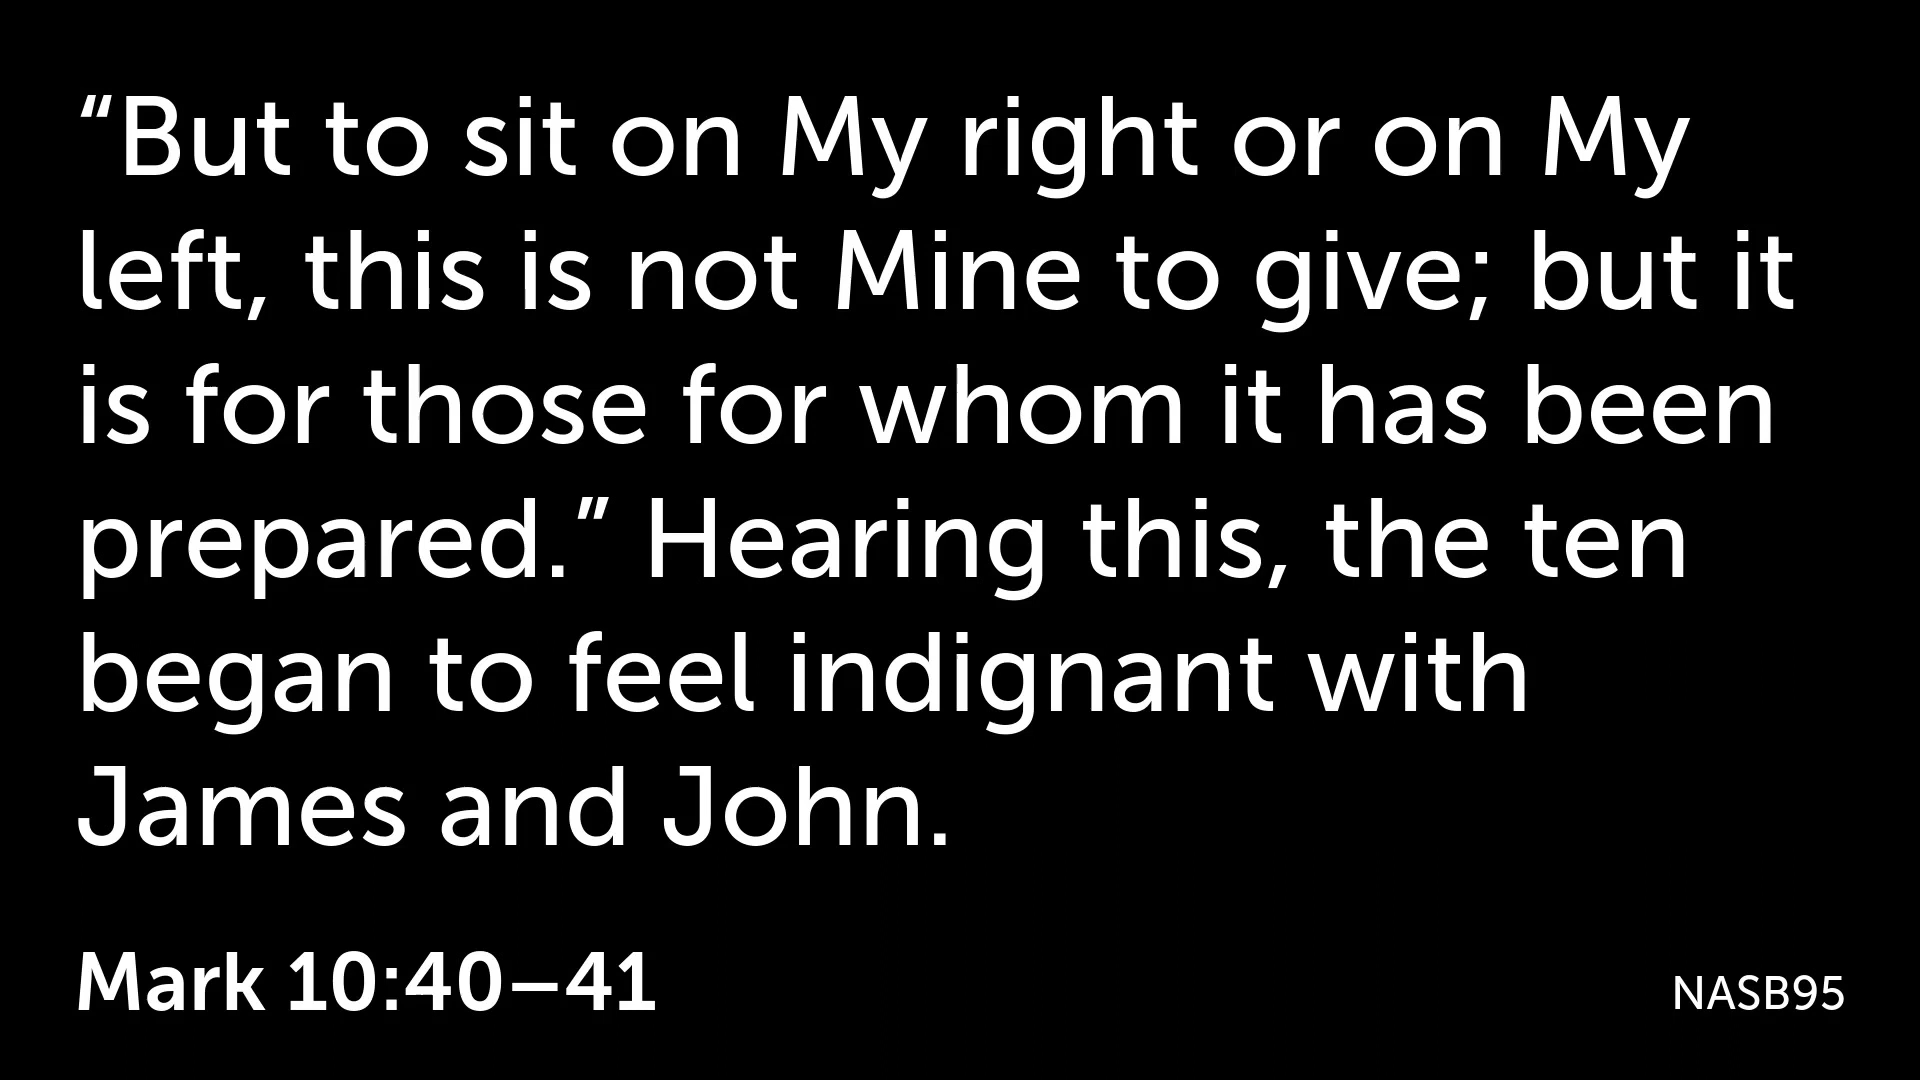 “But to sit on My right or on My
left, this is not Mine to give; but it
is for those for whom it has been
prepared.” Hearing this, the ten
began to feel indignant with
James and John.
Mark 10:40–41
NASB95